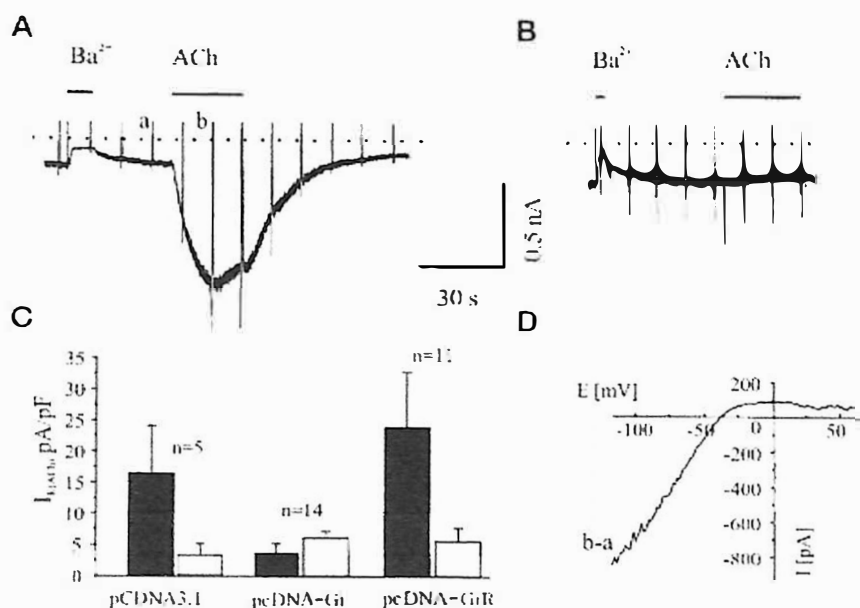 A
Ba²⁺ ACh
a b
B
Ba²⁺ ACh
0.5 nA
30 s
C
35
30
25
20
15
10
5
0
n=5
n=14
n=11
pCDNA3.1 pcDNA-Gi pcDNA-GiR
D
E [mV]
200
-100 -50 0 50
-200
-400
-600
-800
b-a
I [pA]